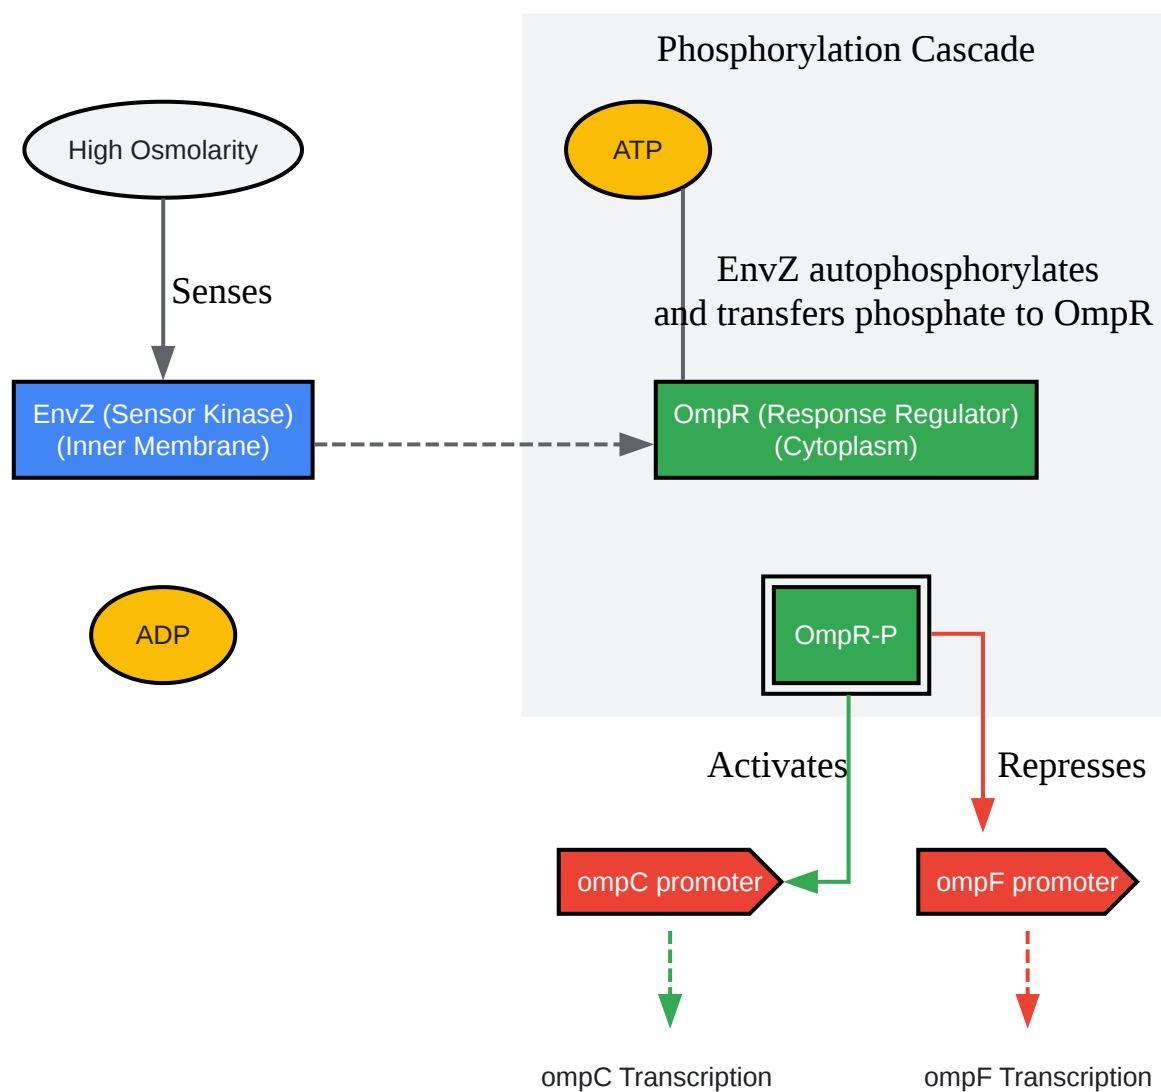 Phosphorylation Cascade
High Osmolarity
ATP
Senses
EnvZ autophosphorylates
and transfers phosphate to OmpR
EnvZ (Sensor Kinase)
(Inner Membrane)
OmpR (Response Regulator)
(Cytoplasm)
ADP
OmpR-P
Activates
Represses
ompC promoter
ompF promoter
ompC Transcription
ompF Transcription